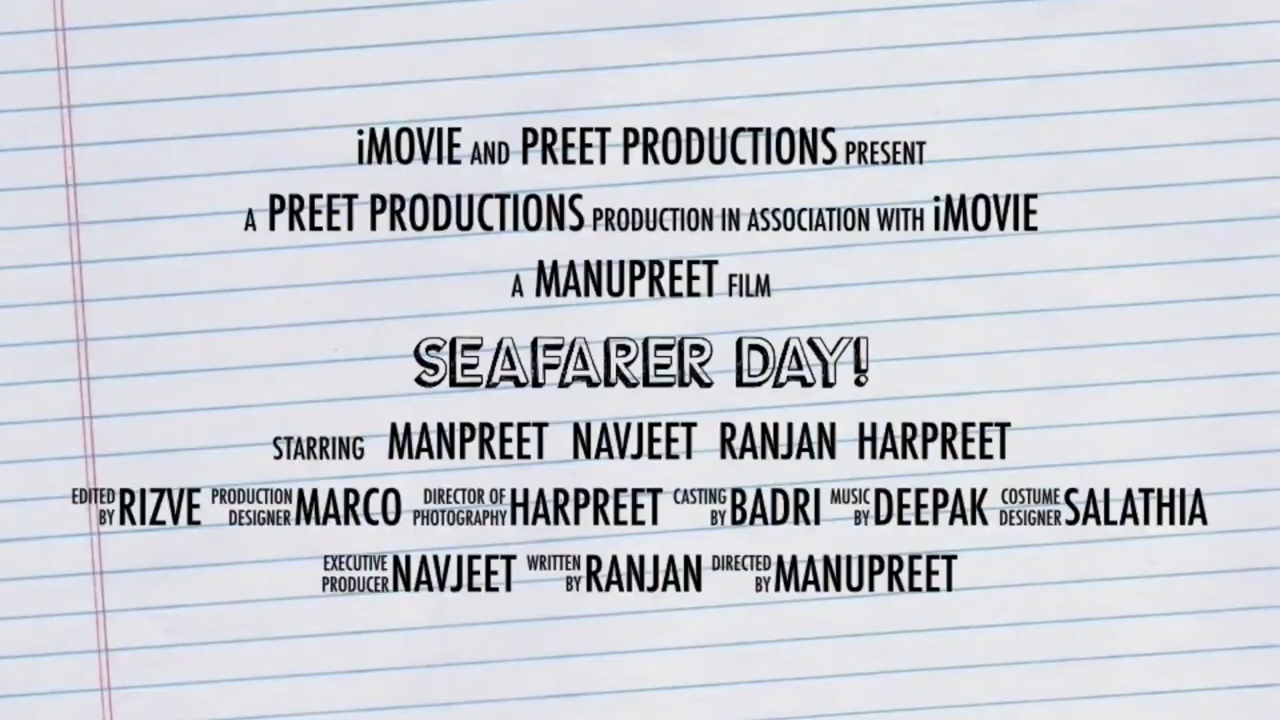 iMOVIE AND PREET PRODUCTIONS PRESENT
A PREET PRODUCTIONS PRODUCTION IN ASSOCIATION WITH iMOVIE
A MANUPREET FILM
SEAFARER DAY!
STARRING MANPREET NAVJEET RANJAN HARPREET
EDITED BY RIZVE PRODUCTION DESIGNER MARCO DIRECTOR OF PHOTOGRAPHY HARPREET CASTING BY BADRI MUSIC BY DEEPAK COSTUME DESIGNER SALATHIA
EXECUTIVE PRODUCER NAVJEET WRITTEN BY RANJAN DIRECTED BY MANUPREET